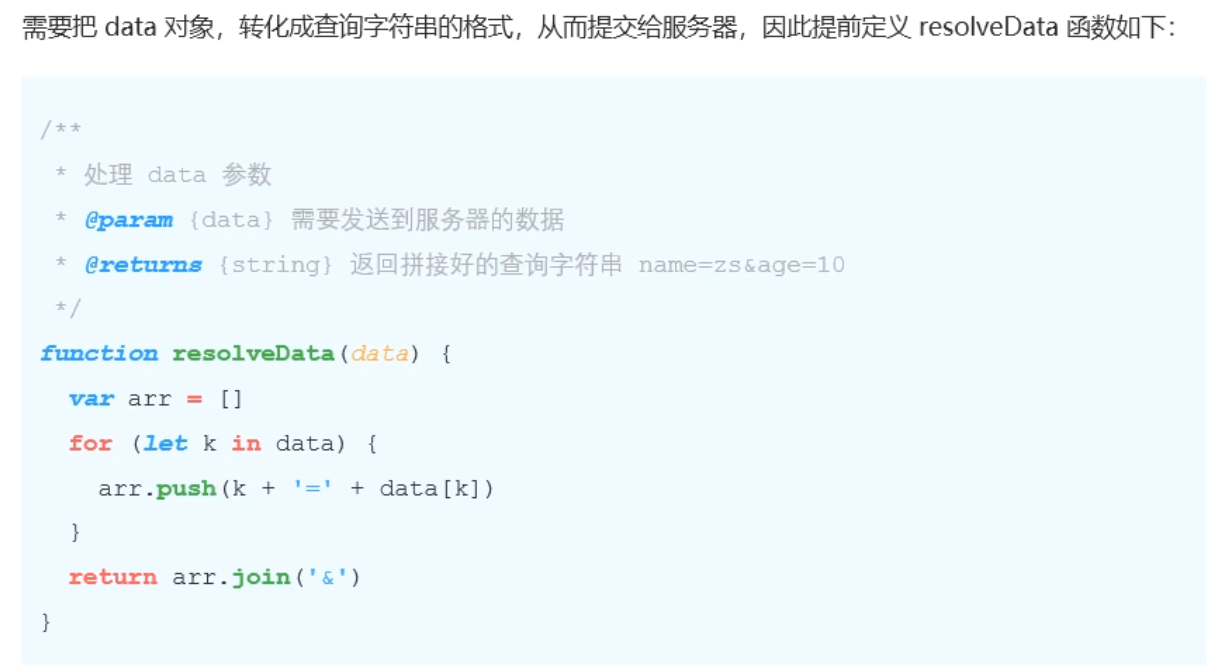 需要把 data 对象，转化成查询字符串的格式，从而提交给服务器，因此提前定义 resolveData 函数如下：
/**
 * 处理 data 参数
 * @param {data} 需要发送到服务器的数据
 * @returns {string} 返回拼接好的查询字符串 name=zs&age=10
 */
function resolveData(data) {
  var arr = []
  for (let k in data) {
    arr.push(k + '=' + data[k])
  }
  return arr.join('&')
}